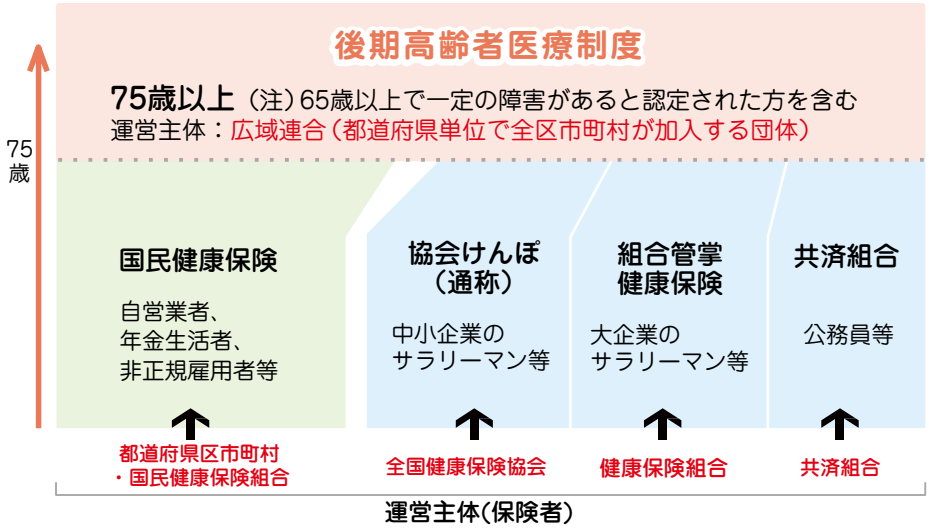 後期高齢者医療制度
75歳以上（注）65歳以上で一定の障害があると認定された方を含む
運営主体：広域連合（都道府県単位で全区市町村が加入する団体）
75
歳
国民健康保険
自営業者、
年金生活者、
非正規雇用者等
協会けんぽ
（通称）
中小企業の
サラリーマン等
組合管掌
健康保険
大企業の
サラリーマン等
共済組合
公務員等
都道府県区市町村
・国民健康保険組合
全国健康保険協会
健康保険組合
共済組合
運営主体(保険者)